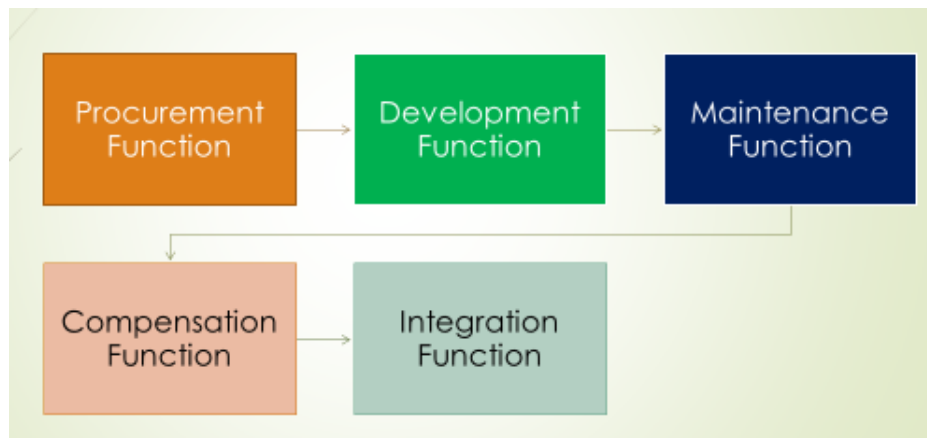 Procurement
Function
Development
Function
Maintenance
Function
Compensation
Function
Integration
Function